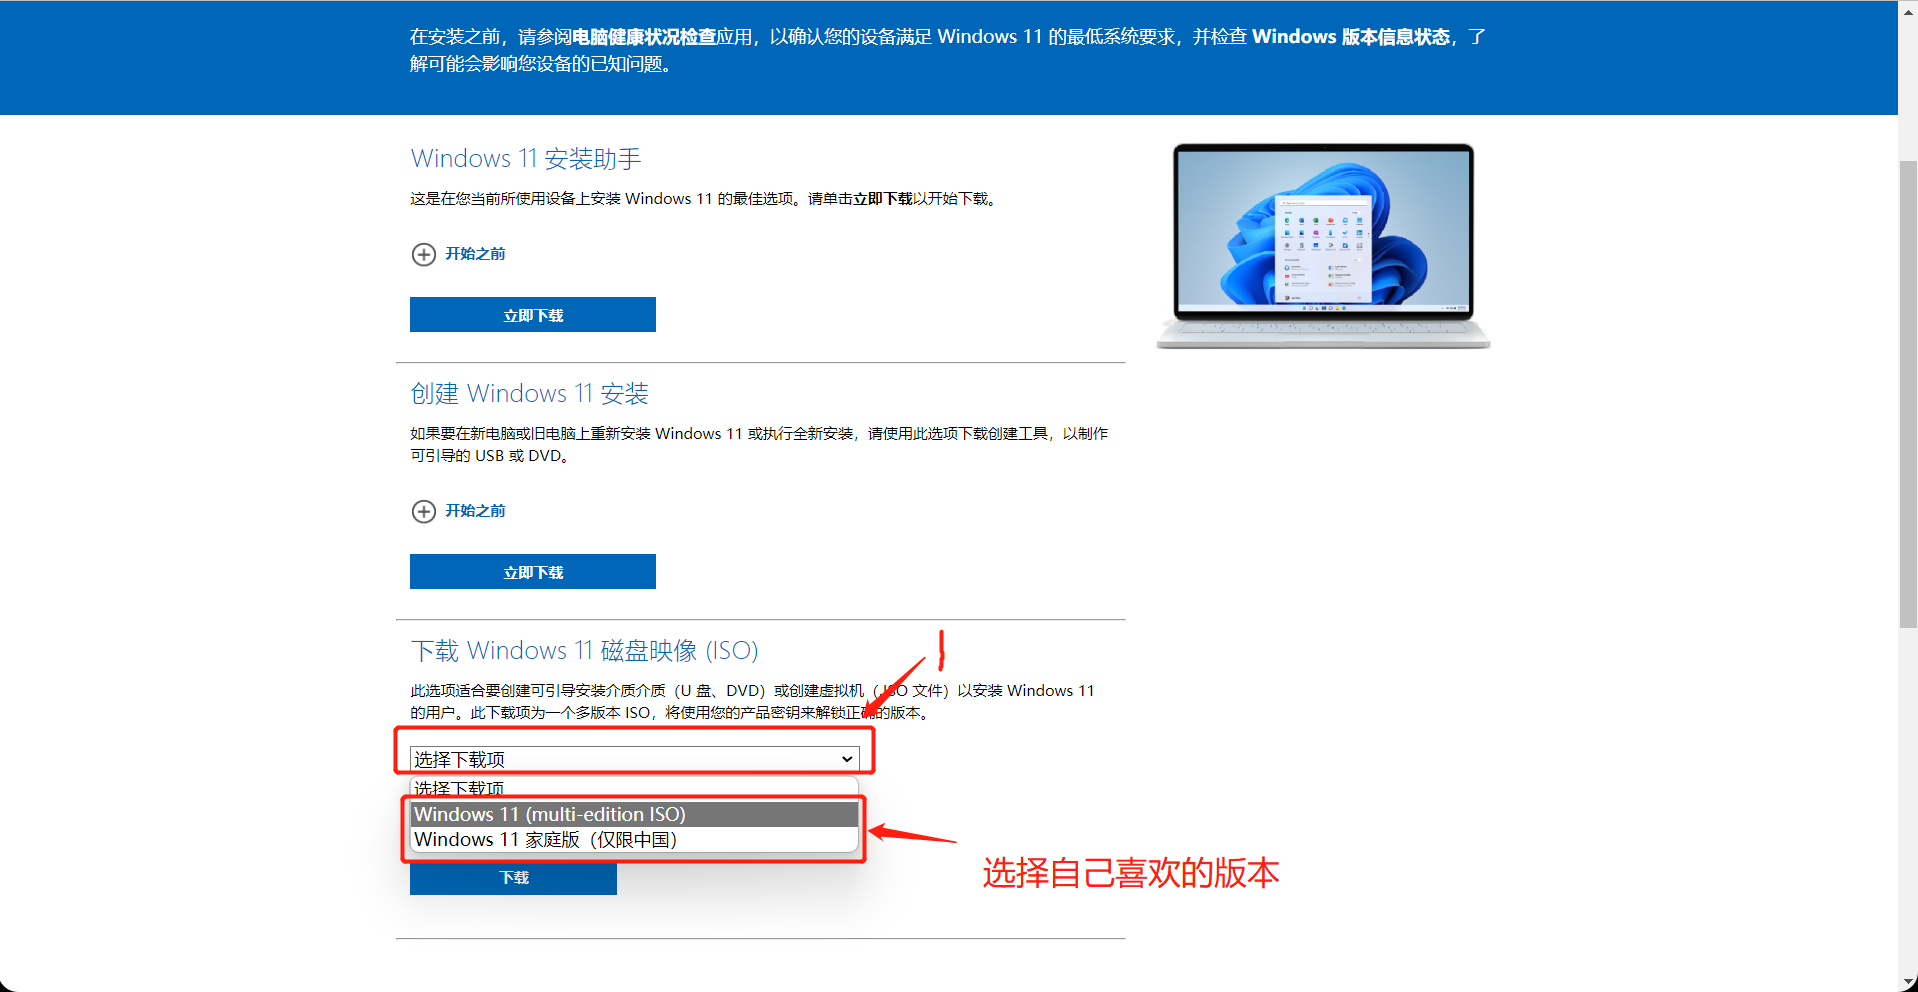 在安装之前，请参阅电脑健康状况检查应用，以确认您的设备满足 Windows 11 的最低系统要求，并检查 Windows 版本信息状态，了
解可能会影响您设备的已知问题。
Windows 11 安装助手
这是在您当前所使用设备上安装 Windows 11 的最佳选项。请单击立即下载以开始下载。
开始之前
立即下载
创建 Windows 11 安装
如果要在新电脑或旧电脑上重新安装 Windows 11 或执行全新安装，请使用此选项下载创建工具，以制作
可引导的 USB 或 DVD。
开始之前
立即下载
下载 Windows 11 磁盘映像 (ISO)
1
此选项适合要创建可引导安装介质介质（U 盘、DVD）或创建虚拟机（.ISO 文件）以安装 Windows 11
的用户。此下载项为一个多版本 ISO，将使用您的产品密钥来解锁正确的版本。
选择下载项
选择下载项
Windows 11 (multi-edition ISO)
Windows 11 家庭版（仅限中国）
选择自己喜欢的版本
下载